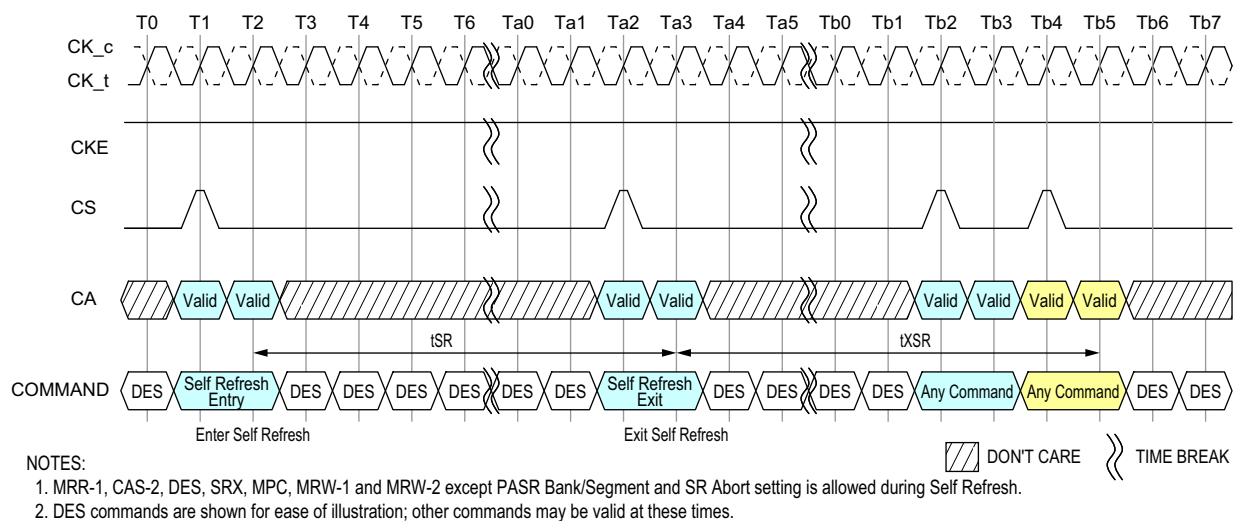 T0 T1 T2 T3 T4 T5 T6 Ta0 Ta1 Ta2 Ta3 Ta4 Ta5 Tb0 Tb1 Tb2 Tb3 Tb4 Tb5 Tb6 Tb7
CK_c
CK_t
CKE
CS
CA Valid Valid Valid Valid Valid Valid Valid Valid
tSR tXSR
COMMAND DES Self Refresh Entry DES DES DES DES DES DES Self Refresh Exit DES DES DES DES Any Command Any Command DES DES
Enter Self Refresh Exit Self Refresh
DON'T CARE TIME BREAK
NOTES:
1. MRR-1, CAS-2, DES, SRX, MPC, MRW-1 and MRW-2 except PASR Bank/Segment and SR Abort setting is allowed during Self Refresh.
2. DES commands are shown for ease of illustration; other commands may be valid at these times.